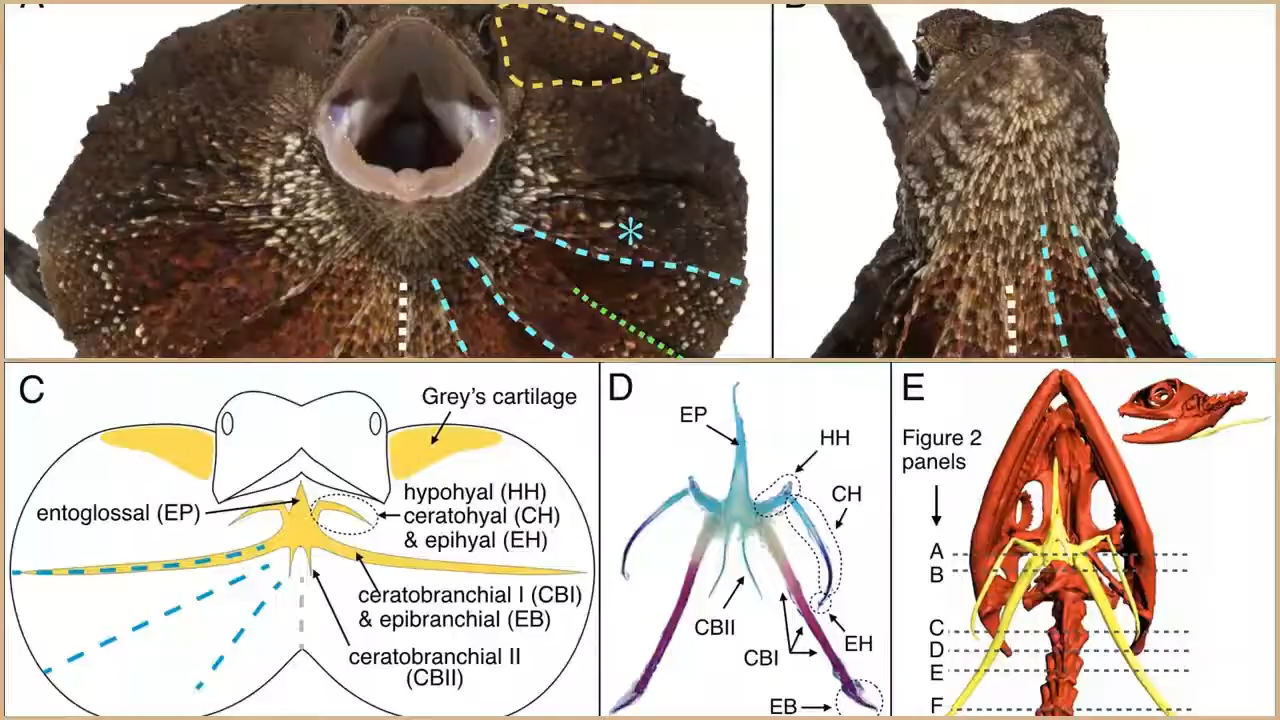 A
B
C
Grey's cartilage
entoglossal (EP)
hypohyal (HH)
ceratohyal (CH)
& epihyal (EH)
ceratobranchial I (CBI)
& epibranchial (EB)
ceratobranchial II
(CBII)
D
EP
HH
CH
CBII
CBI
EH
EB
E
Figure 2
panels
A
B
C
D
E
F